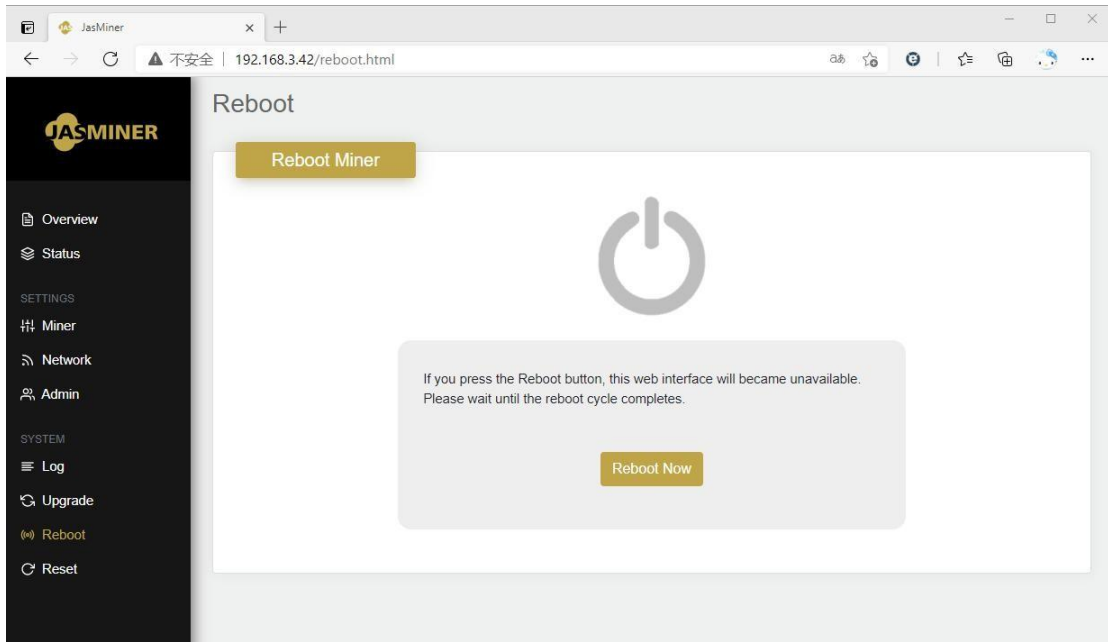 JasMiner
不安全
192.168.3.42/reboot.html
aあ
JASMINER
Reboot
Reboot Miner
Overview
Status
SETTINGS
Miner
Network
Admin
SYSTEM
Log
Upgrade
Reboot
Reset
If you press the Reboot button, this web interface will became unavailable.
Please wait until the reboot cycle completes.
Reboot Now